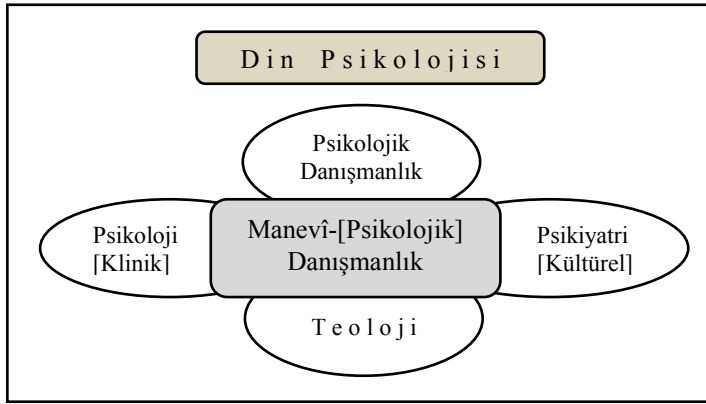 Din Psikolojisi
Psikolojik
Danışmanlık
Psikoloji
[Klinik]
Manevî-[Psikolojik]
Danışmanlık
Psikiyatri
[Kültürel]
Teoloji